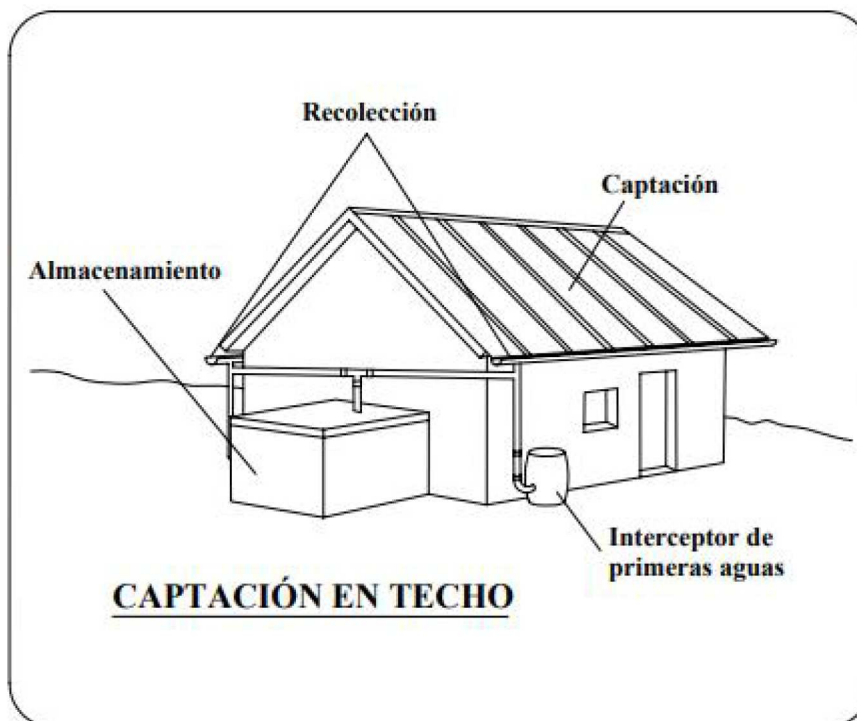 Recolección
Captación
Almacenamiento
Interceptor de
primeras aguas
CAPTACIÓN EN TECHO